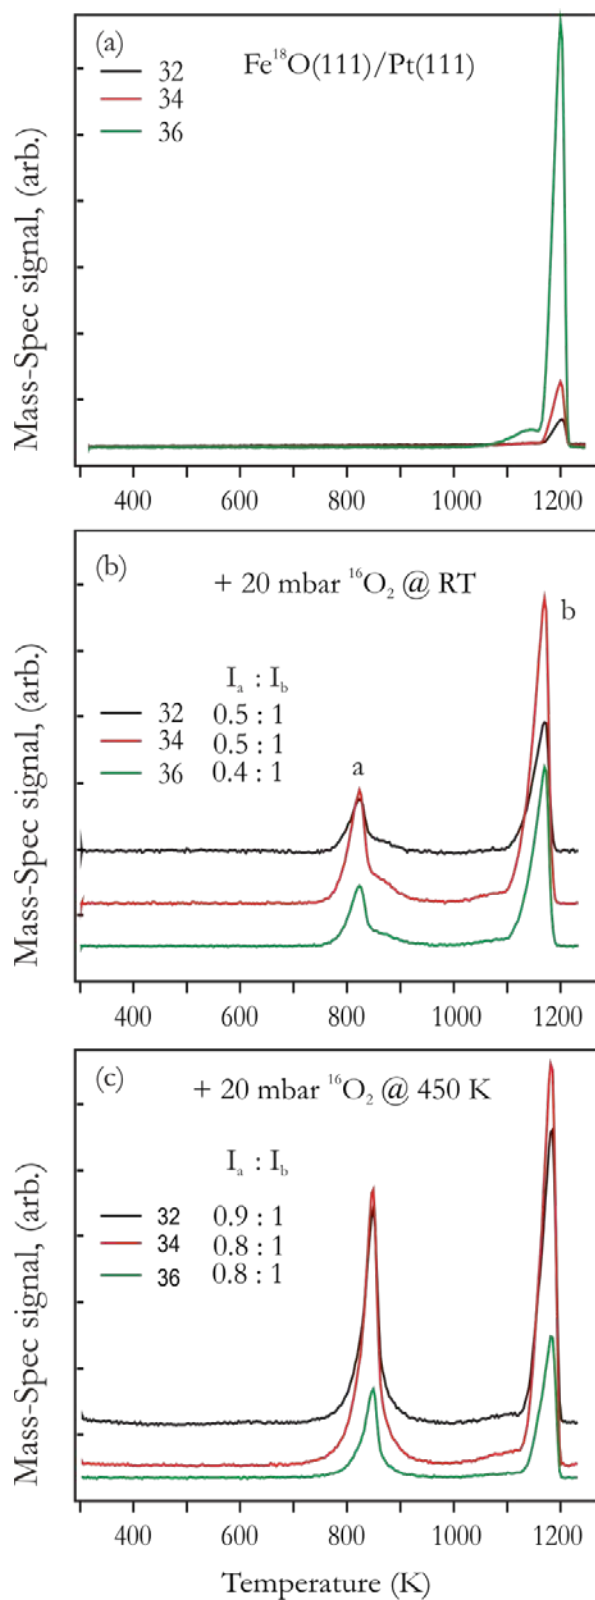 (a)
Fe¹⁸O(111)/Pt(111)
32
34
36
Mass-Spec signal, (arb.)
400 600 800 1000 1200
(b)
+ 20 mbar ¹⁶O₂ @ RT
b
Iₐ : I_b
32 0.5 : 1
34 0.5 : 1
36 0.4 : 1
a
Mass-Spec signal, (arb.)
400 600 800 1000 1200
(c)
+ 20 mbar ¹⁶O₂ @ 450 K
Iₐ : I_b
32 0.9 : 1
34 0.8 : 1
36 0.8 : 1
Mass-Spec signal, (arb.)
400 600 800 1000 1200
Temperature (K)